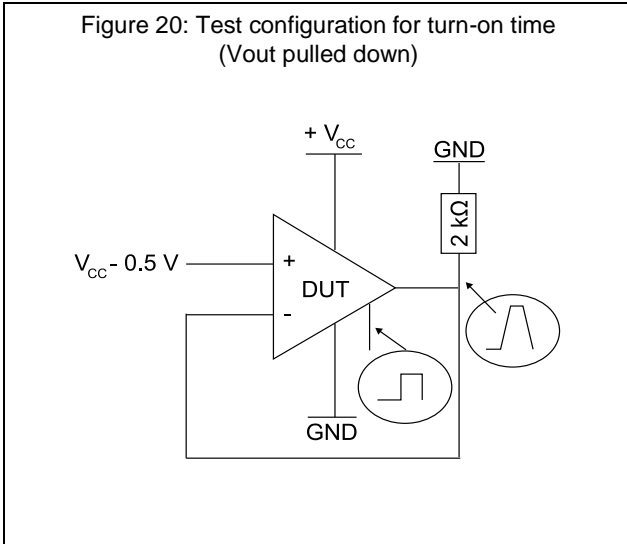 Figure 20: Test configuration for turn-on time
(Vout pulled down)
+ VCC
GND
2 kΩ
VCC - 0.5 V
+
DUT
-
GND